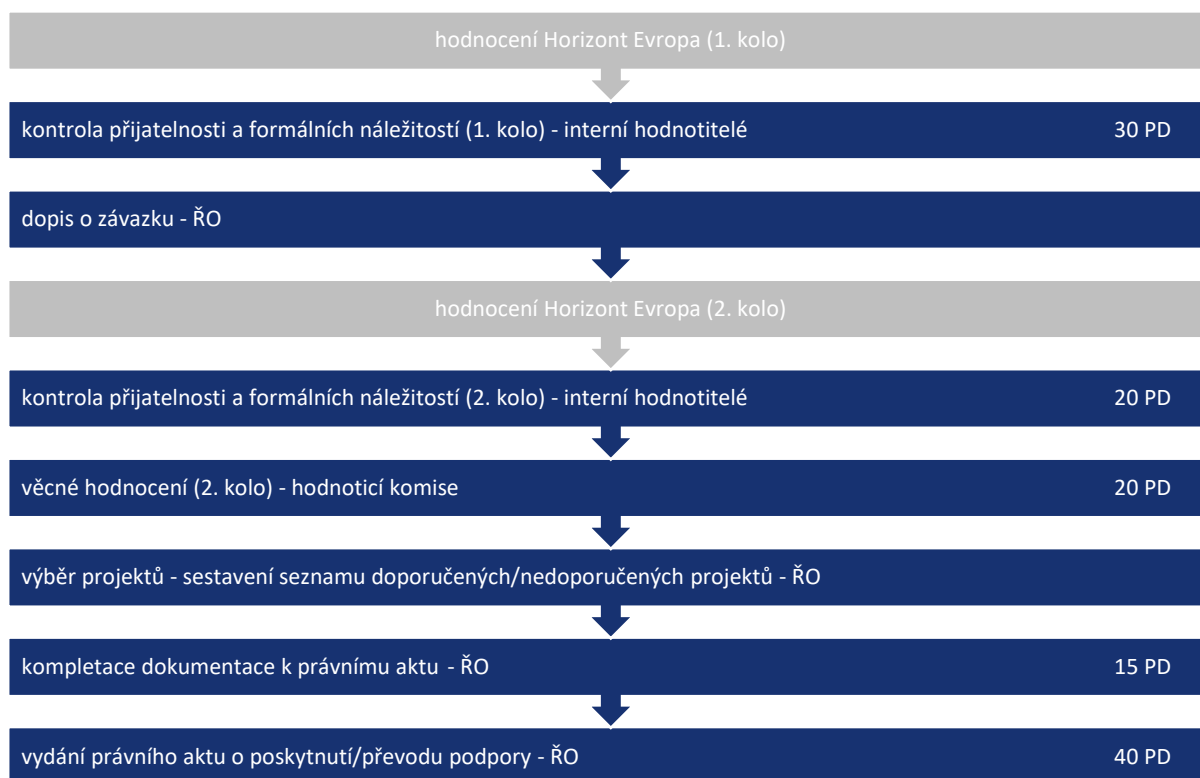 hodnocení Horizont Evropa (1. kolo)
kontrola přijatelnosti a formálních náležitostí (1. kolo) - interní hodnotitelé 30 PD
dopis o závazku - ŘO
hodnocení Horizont Evropa (2. kolo)
kontrola přijatelnosti a formálních náležitostí (2. kolo) - interní hodnotitelé 20 PD
věcné hodnocení (2. kolo) - hodnoticí komise 20 PD
výběr projektů - sestavení seznamu doporučených/nedoporučených projektů - ŘO
kompletace dokumentace k právnímu aktu - ŘO 15 PD
vydání právního aktu o poskytnutí/převodu podpory - ŘO 40 PD